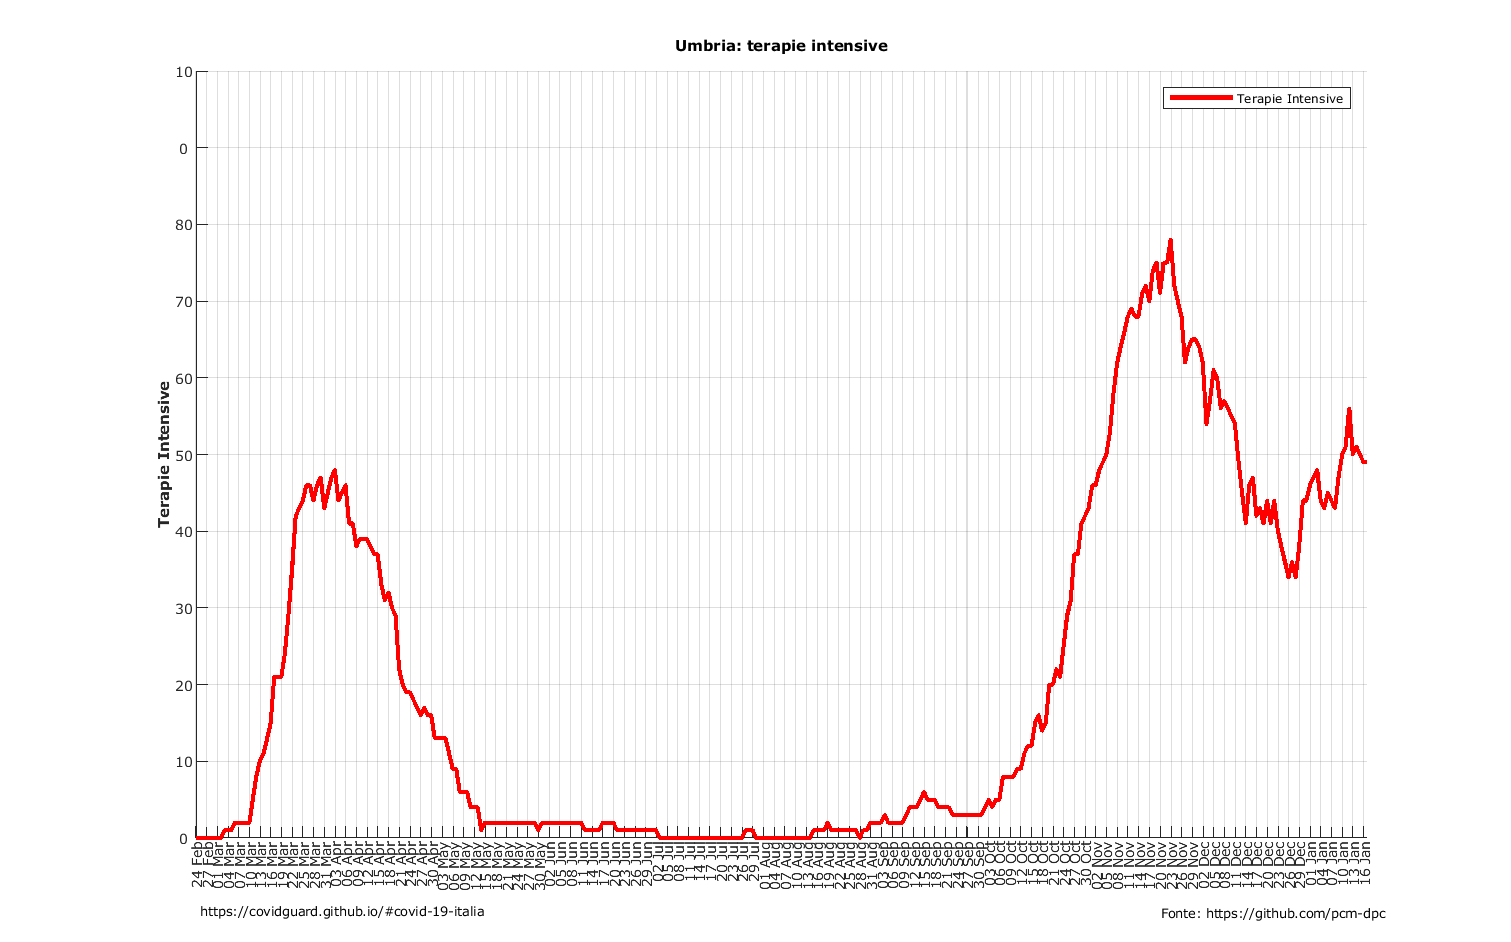 Umbria: terapie intensive
Terapie Intensive
10
0
80
70
60
50
40
30
20
10
0
Terapie Intensive
24 Feb
27 Feb
01 Mar
04 Mar
07 Mar
10 Mar
13 Mar
16 Mar
19 Mar
22 Mar
25 Mar
28 Mar
31 Mar
03 Apr
06 Apr
09 Apr
12 Apr
15 Apr
18 Apr
21 Apr
24 Apr
27 Apr
30 Apr
03 May
06 May
09 May
12 May
15 May
18 May
21 May
24 May
27 May
30 May
02 Jun
05 Jun
08 Jun
11 Jun
14 Jun
17 Jun
20 Jun
23 Jun
26 Jun
29 Jun
02 Jul
05 Jul
08 Jul
11 Jul
14 Jul
17 Jul
20 Jul
23 Jul
26 Jul
29 Jul
01 Aug
04 Aug
07 Aug
10 Aug
13 Aug
16 Aug
19 Aug
22 Aug
25 Aug
28 Aug
31 Aug
03 Sep
06 Sep
09 Sep
12 Sep
15 Sep
18 Sep
21 Sep
24 Sep
27 Sep
30 Sep
03 Oct
06 Oct
09 Oct
12 Oct
15 Oct
18 Oct
21 Oct
24 Oct
27 Oct
30 Oct
02 Nov
05 Nov
08 Nov
11 Nov
14 Nov
17 Nov
20 Nov
23 Nov
26 Nov
29 Nov
02 Dec
05 Dec
08 Dec
11 Dec
14 Dec
17 Dec
20 Dec
23 Dec
26 Dec
29 Dec
01 Jan
04 Jan
07 Jan
10 Jan
13 Jan
16 Jan
https://covidguard.github.io/#covid-19-italia
Fonte: https://github.com/pcm-dpc